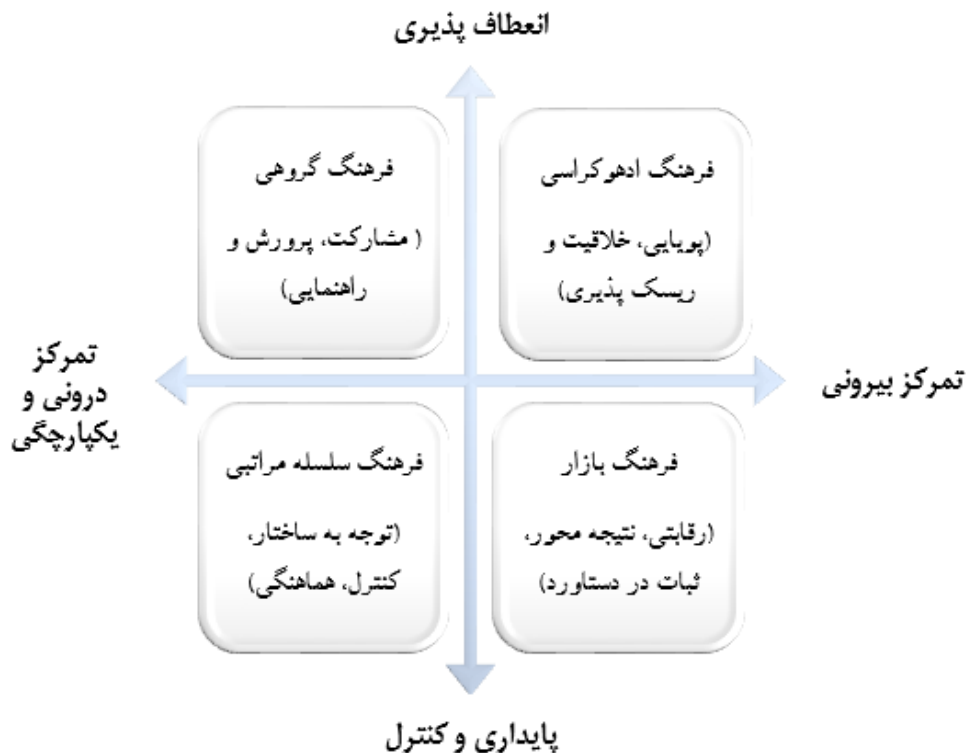 انعطاف پذیری
فرهنگ ادهوکراسی
(پویایی، خلاقیت و
ریسک پذیری)
فرهنگ گروهی
( مشارکت، پرورش و
راهنمایی)
تمرکز بیرونی
تمرکز
درونی و
یکپارچگی
فرهنگ بازار
(رقابتی، نتیجه محور،
ثبات در دستاورد)
فرهنگ سلسله مراتبی
(توجه به ساختار،
کنترل، هماهنگی)
پایداری و کنترل